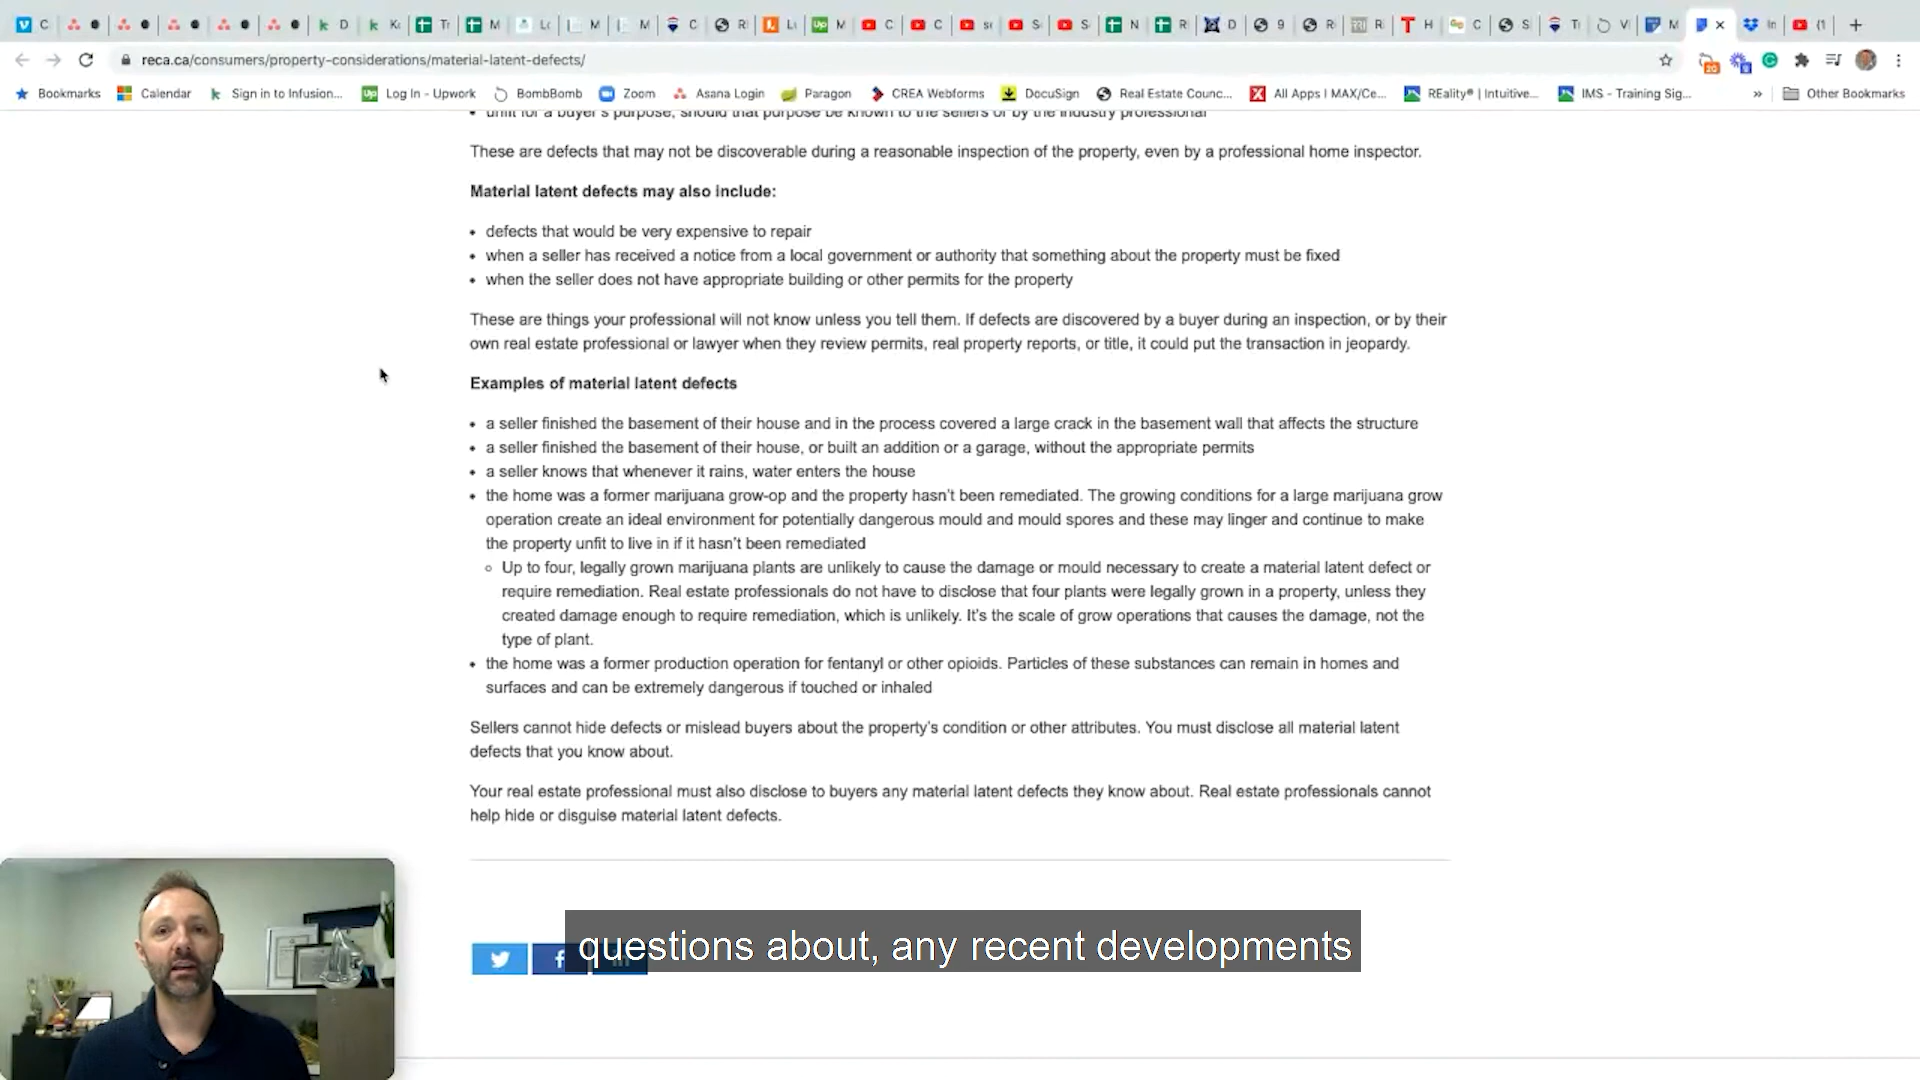 reca.ca/consumers/property-considerations/material-latent-defects/
Bookmarks Calendar Sign in to Infusion... Log In - Upwork BombBomb Zoom Asana Login Paragon CREA Webforms DocuSign Real Estate Counc... All Apps | MAX/Ce... REality® | Intuitive... IMS - Training Sig... » Other Bookmarks
• unfit for a buyer's purpose, should that purpose be known to the sellers or by the industry professional
These are defects that may not be discoverable during a reasonable inspection of the property, even by a professional home inspector.
Material latent defects may also include:
• defects that would be very expensive to repair
• when a seller has received a notice from a local government or authority that something about the property must be fixed
• when the seller does not have appropriate building or other permits for the property
These are things your professional will not know unless you tell them. If defects are discovered by a buyer during an inspection, or by their
own real estate professional or lawyer when they review permits, real property reports, or title, it could put the transaction in jeopardy.
Examples of material latent defects
• a seller finished the basement of their house and in the process covered a large crack in the basement wall that affects the structure
• a seller finished the basement of their house, or built an addition or a garage, without the appropriate permits
• a seller knows that whenever it rains, water enters the house
• the home was a former marijuana grow-op and the property hasn't been remediated. The growing conditions for a large marijuana grow
operation create an ideal environment for potentially dangerous mould and mould spores and these may linger and continue to make
the property unfit to live in if it hasn't been remediated
◦ Up to four, legally grown marijuana plants are unlikely to cause the damage or mould necessary to create a material latent defect or
require remediation. Real estate professionals do not have to disclose that four plants were legally grown in a property, unless they
created damage enough to require remediation, which is unlikely. It's the scale of grow operations that causes the damage, not the
type of plant.
• the home was a former production operation for fentanyl or other opioids. Particles of these substances can remain in homes and
surfaces and can be extremely dangerous if touched or inhaled
Sellers cannot hide defects or mislead buyers about the property's condition or other attributes. You must disclose all material latent
defects that you know about.
Your real estate professional must also disclose to buyers any material latent defects they know about. Real estate professionals cannot
help hide or disguise material latent defects.
questions about, any recent developments